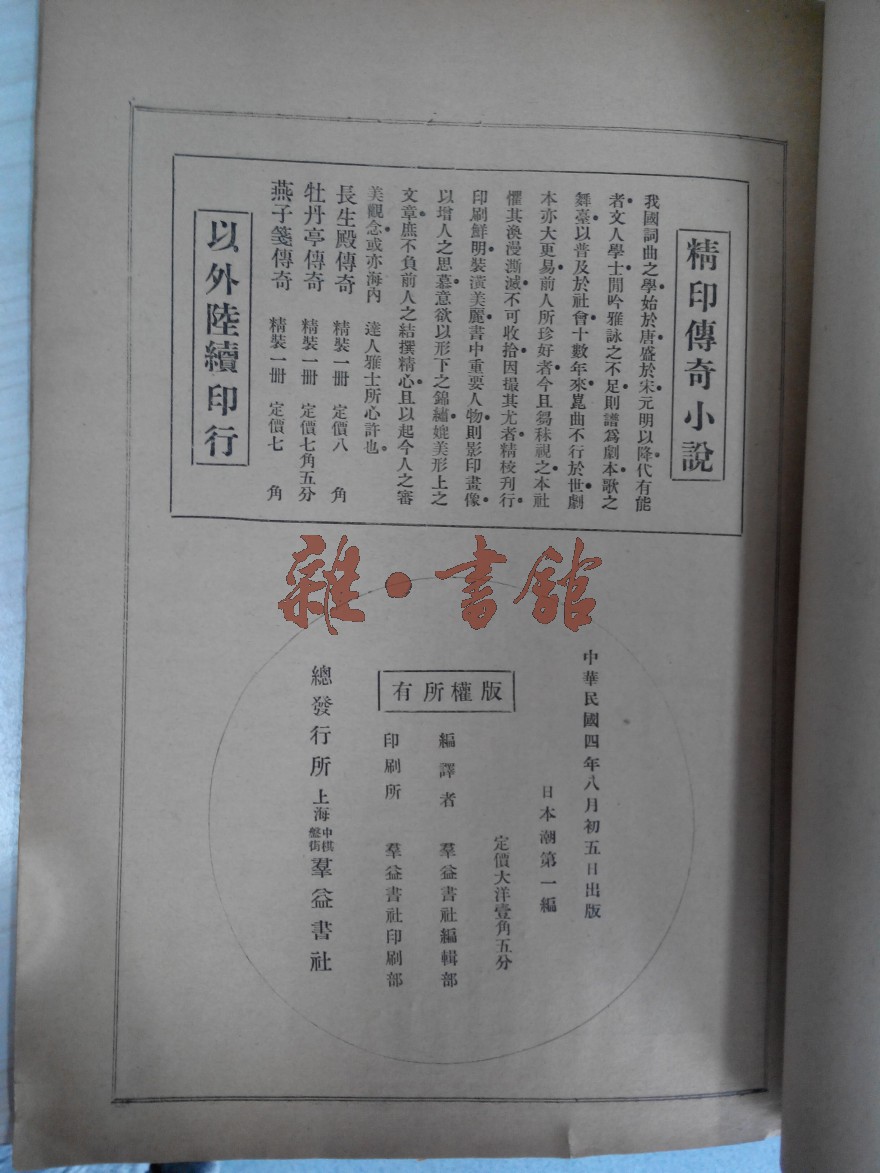 精印傳奇小說
我國詞曲之學始於唐盛於宋元明以降代有能
者文人學士閒吟雅詠之不足則譜爲劇本歌之
舞臺以普及於社會十數年來崑曲不行於世劇
本亦大更易前人所珍好者今且芻秣視之本社
懼其渙漫澌滅不可收拾因撮其尤者精校刋行
印刷鮮明裝潢美麗書中重要人物則影印畫像
以增人之思慕意欲以形下之錦繡媲美形上之
文章庶不負前人之結撰精心且以起今人之審
美觀念或亦海內 達人雅士所心許也
長生殿傳奇 精裝一册 定價八 角
牡丹亭傳奇 精裝一册 定價七角五分
燕子箋傳奇 精裝一册 定價七 角
以外陸續印行
雜·書館
中華民國四年八月初五日出版
日本潮第一編
定價大洋壹角五分
有所權版
編譯者 羣益書社編輯部
印刷所 羣益書社印刷部
總發行所 上海 中棋盤街 羣益書社